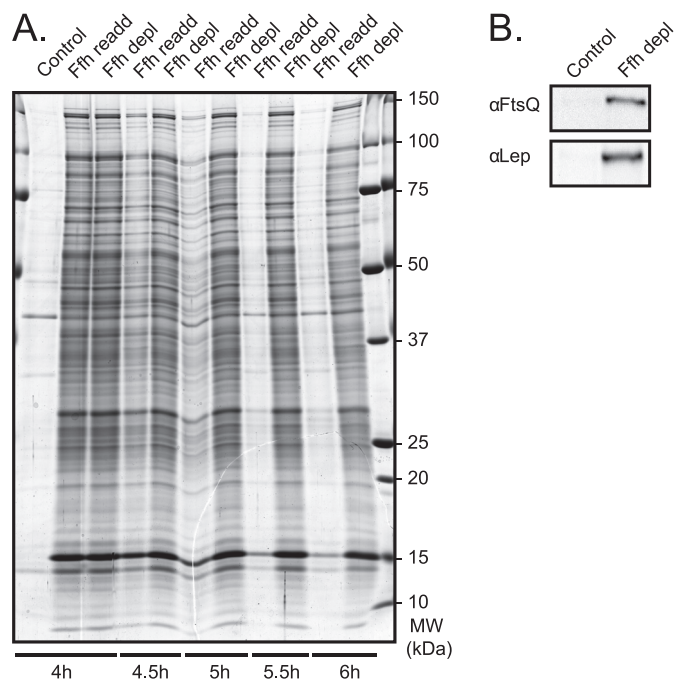 A.
Control
Ffh readd
Ffh depl
Ffh readd
Ffh depl
Ffh readd
Ffh depl
Ffh readd
Ffh depl
Ffh readd
Ffh depl
150
100
75
50
37
25
20
15
10
MW
(kDa)
4h
4.5h
5h
5.5h
6h
B.
Control
Ffh depl
αFtsQ
αLep